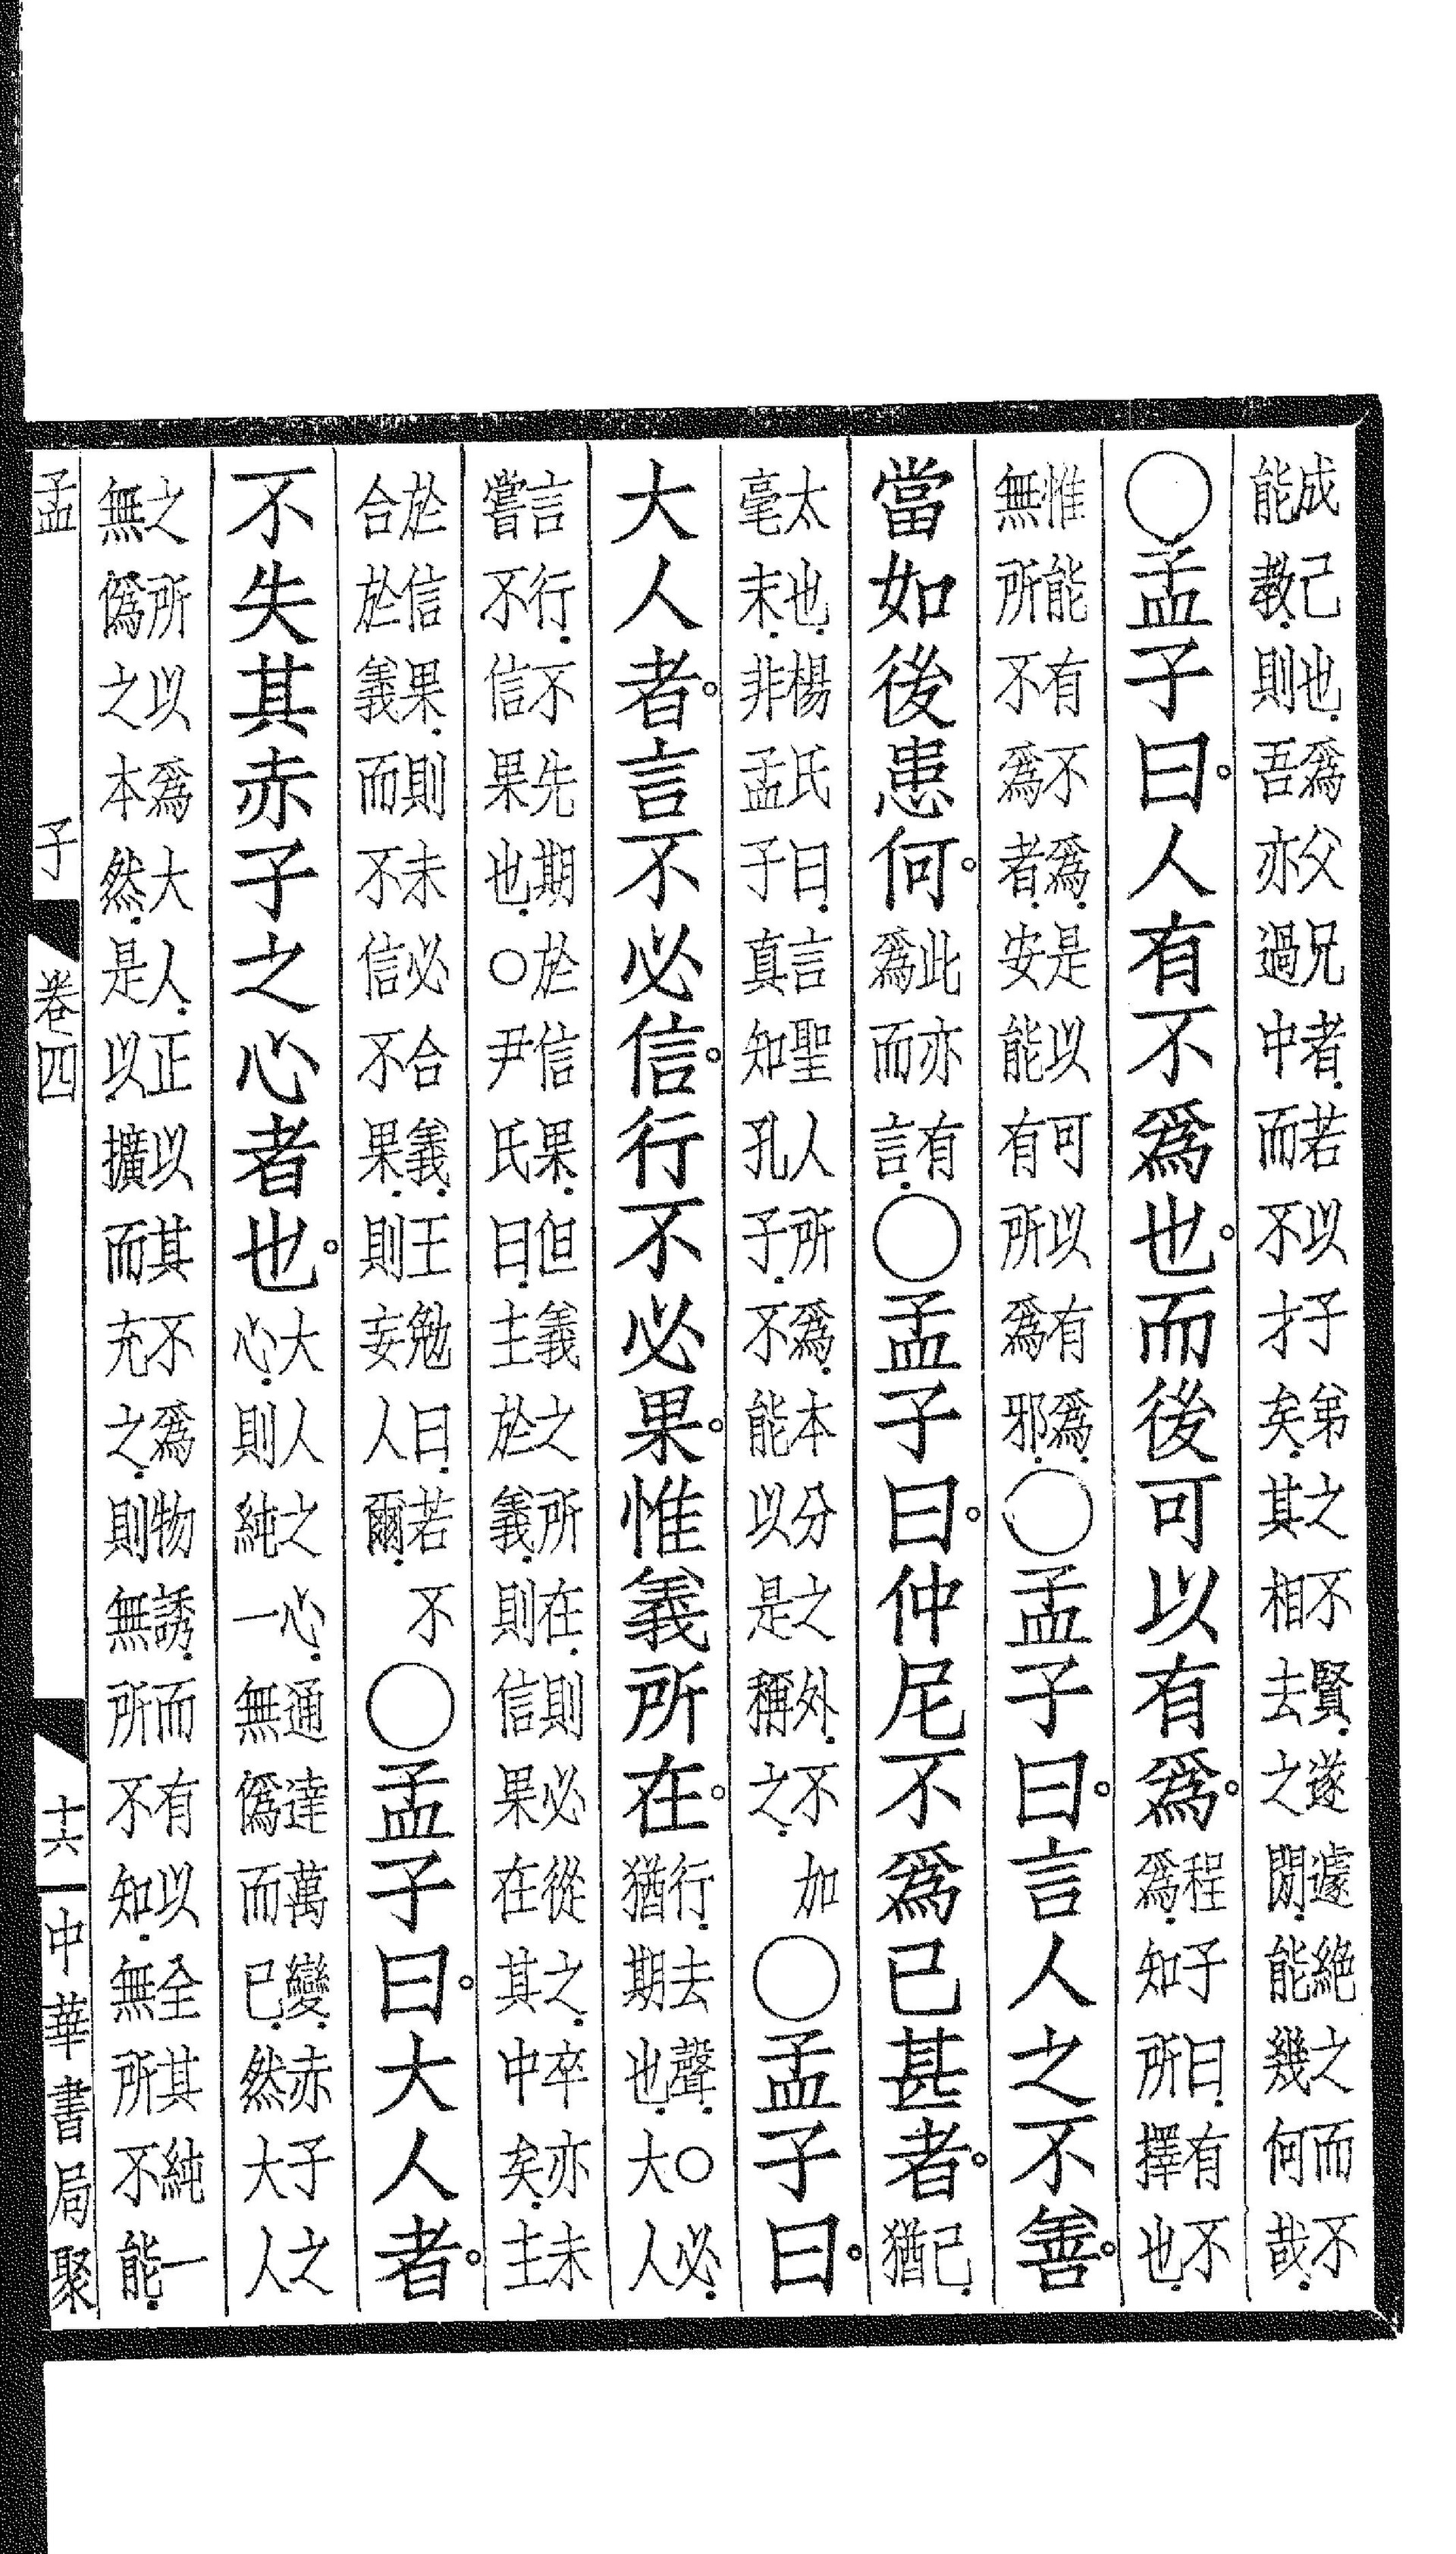 成己也.爲父兄者.若以子弟之不賢.遂遽絕之而不
能教.則吾亦過中而不才矣.其相去之閒.能幾何哉.
○孟子曰。人有不爲也。而後可以有爲。程子曰.有不
爲.知所擇也.
惟能有不爲.是以可以有爲.
無所不爲者.安能有所爲邪.○孟子曰。言人之不善。
當如後患何。此亦有
爲而言.○孟子曰。仲尼不爲已甚者。已.
猶
太也.楊氏曰.言聖人所爲.本分之外.不加
毫末.非孟子真知孔子.不能以是稱之.○孟子曰。
大人者。言不必信。行不必果。惟義所在。行.去聲.○必.
猶期也.大人
言行.不先期於信果.但義之所在.則必從之.卒亦未
嘗不信果也.○尹氏曰.主於義.則信果在其中矣.主
於信果.則未必合義.王勉曰.若不
合於義.而不信不果.則妄人爾.○孟子曰。大人者。
不失其赤子之心者也。大人之心.通達萬變.赤子之
心.則純一無僞而已.然大人
之所以爲大人.正以其不爲物誘.而有以全其純一
無僞之本然.是以擴而充之.則無所不知.無所不能.
孟子 卷四 十六 中華書局聚